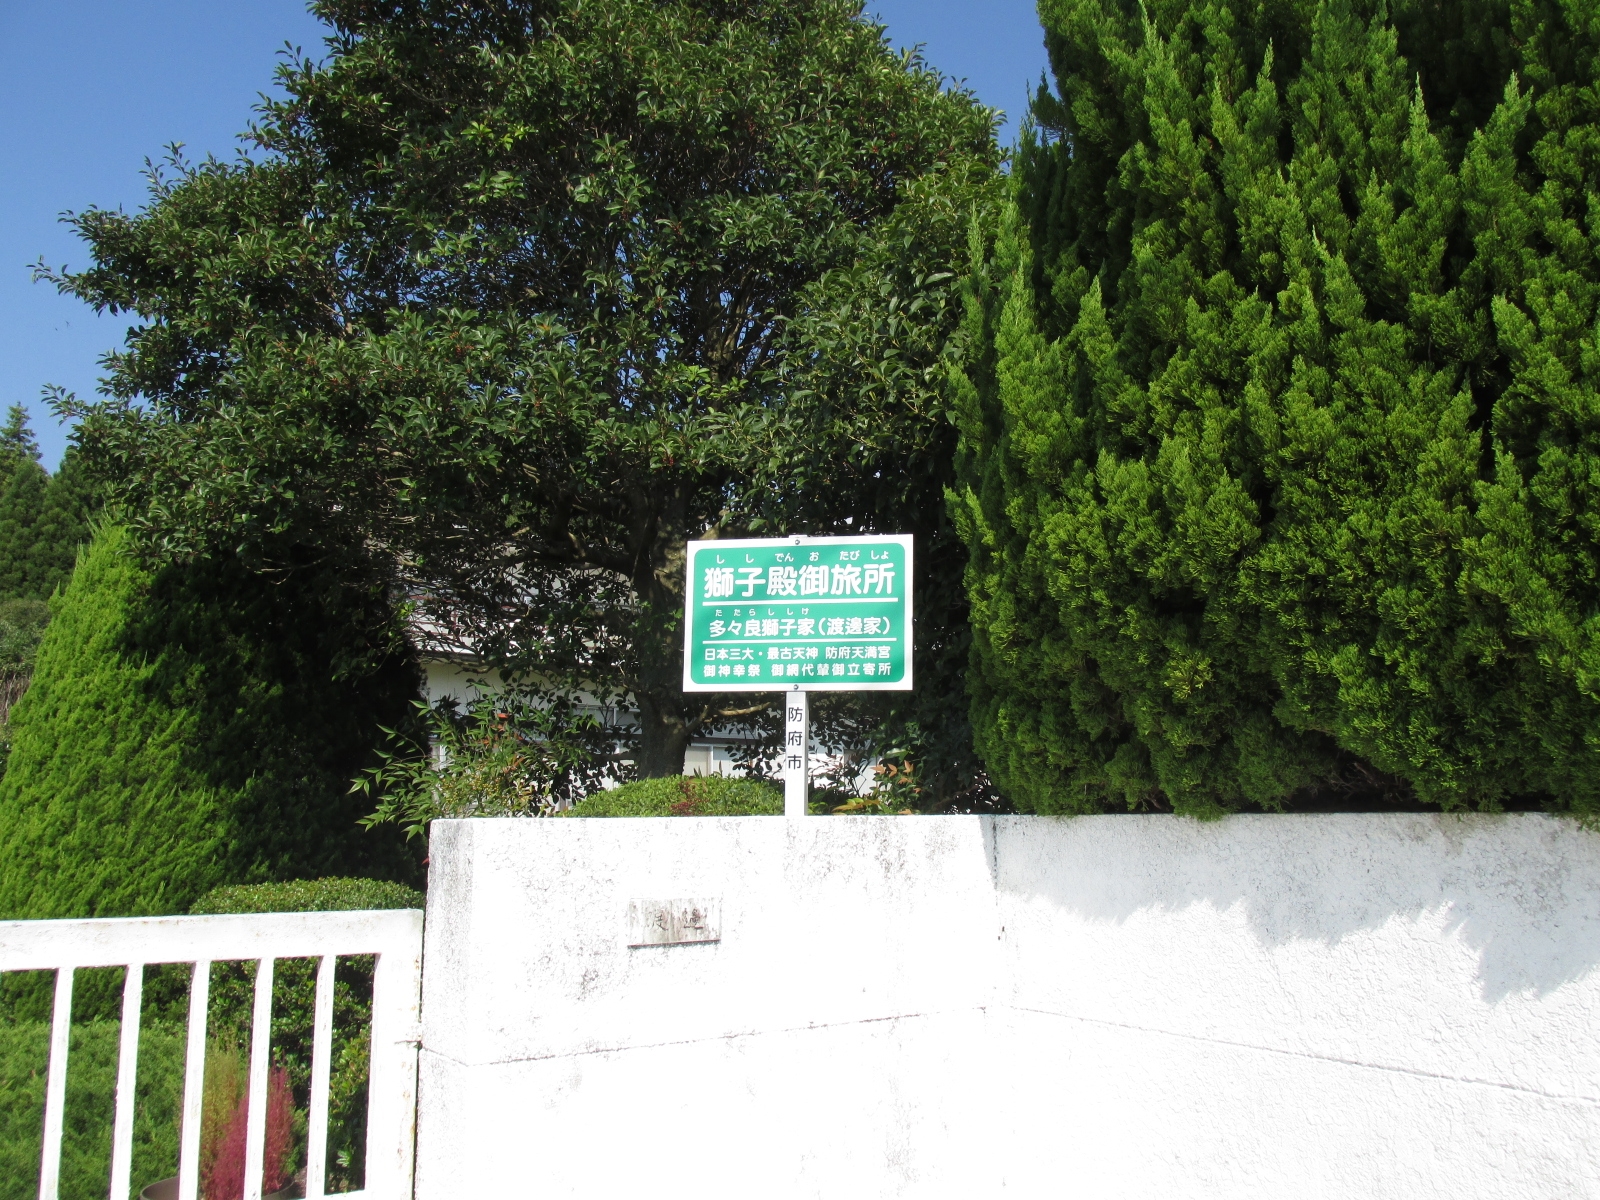 ししでんおたびしょ
獅子殿御旅所
たたらししけ
多々良獅子家(渡邊家)
日本三大・最古天神 防府天満宮
御神幸祭 御網代輦御立寄所
防府市